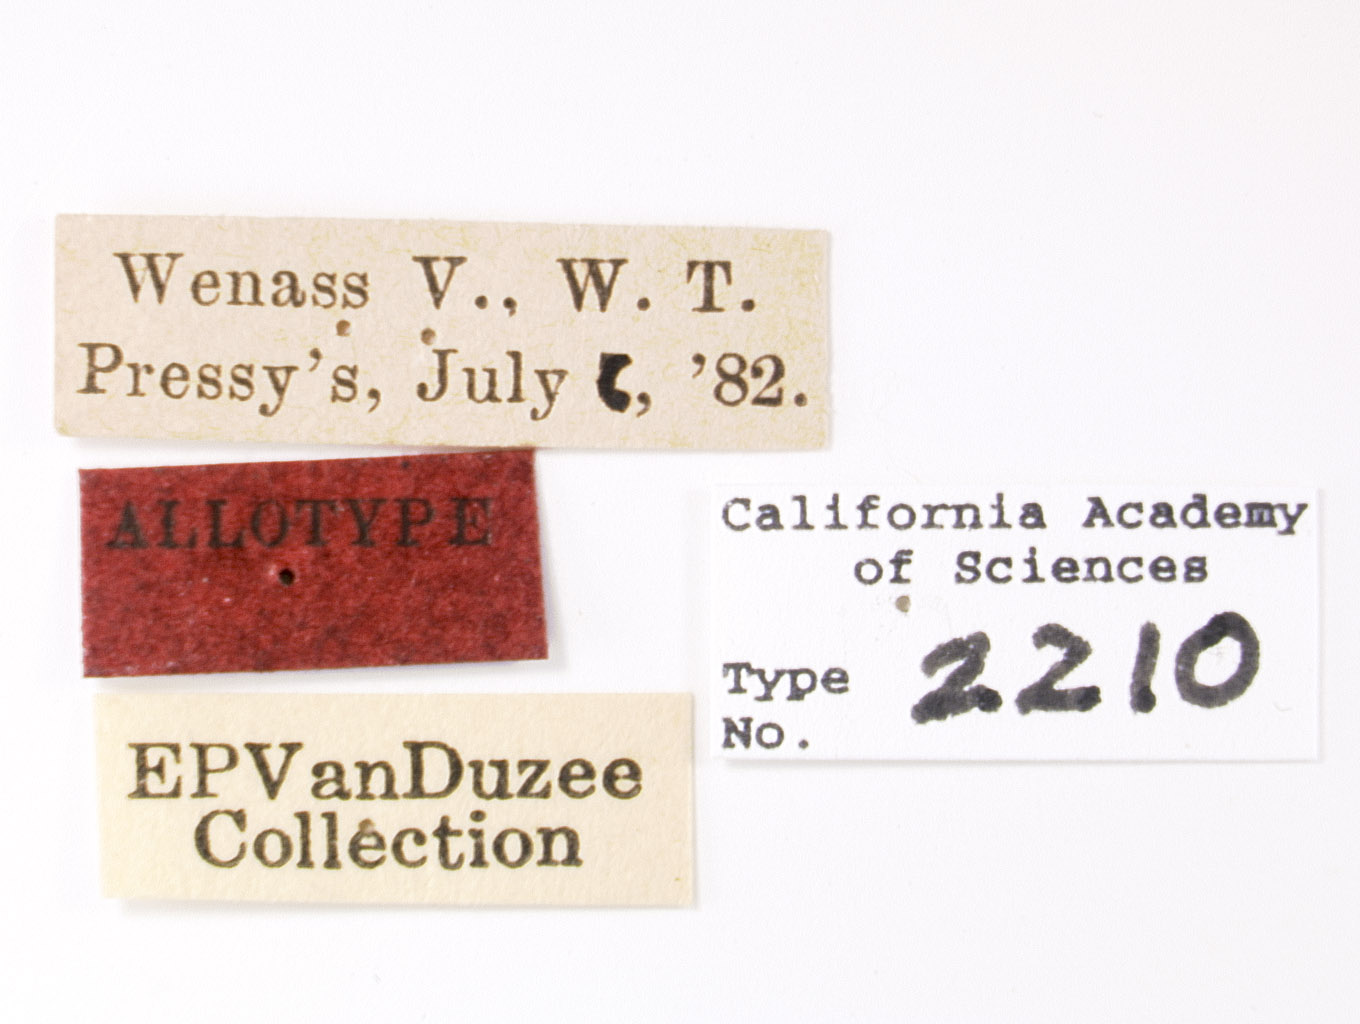 Wenass V., W. T.
Pressy's, July , '82.
ALLOTYPE
EPVanDuzee
Collection
California Academy
of Sciences
Type
No. 2210